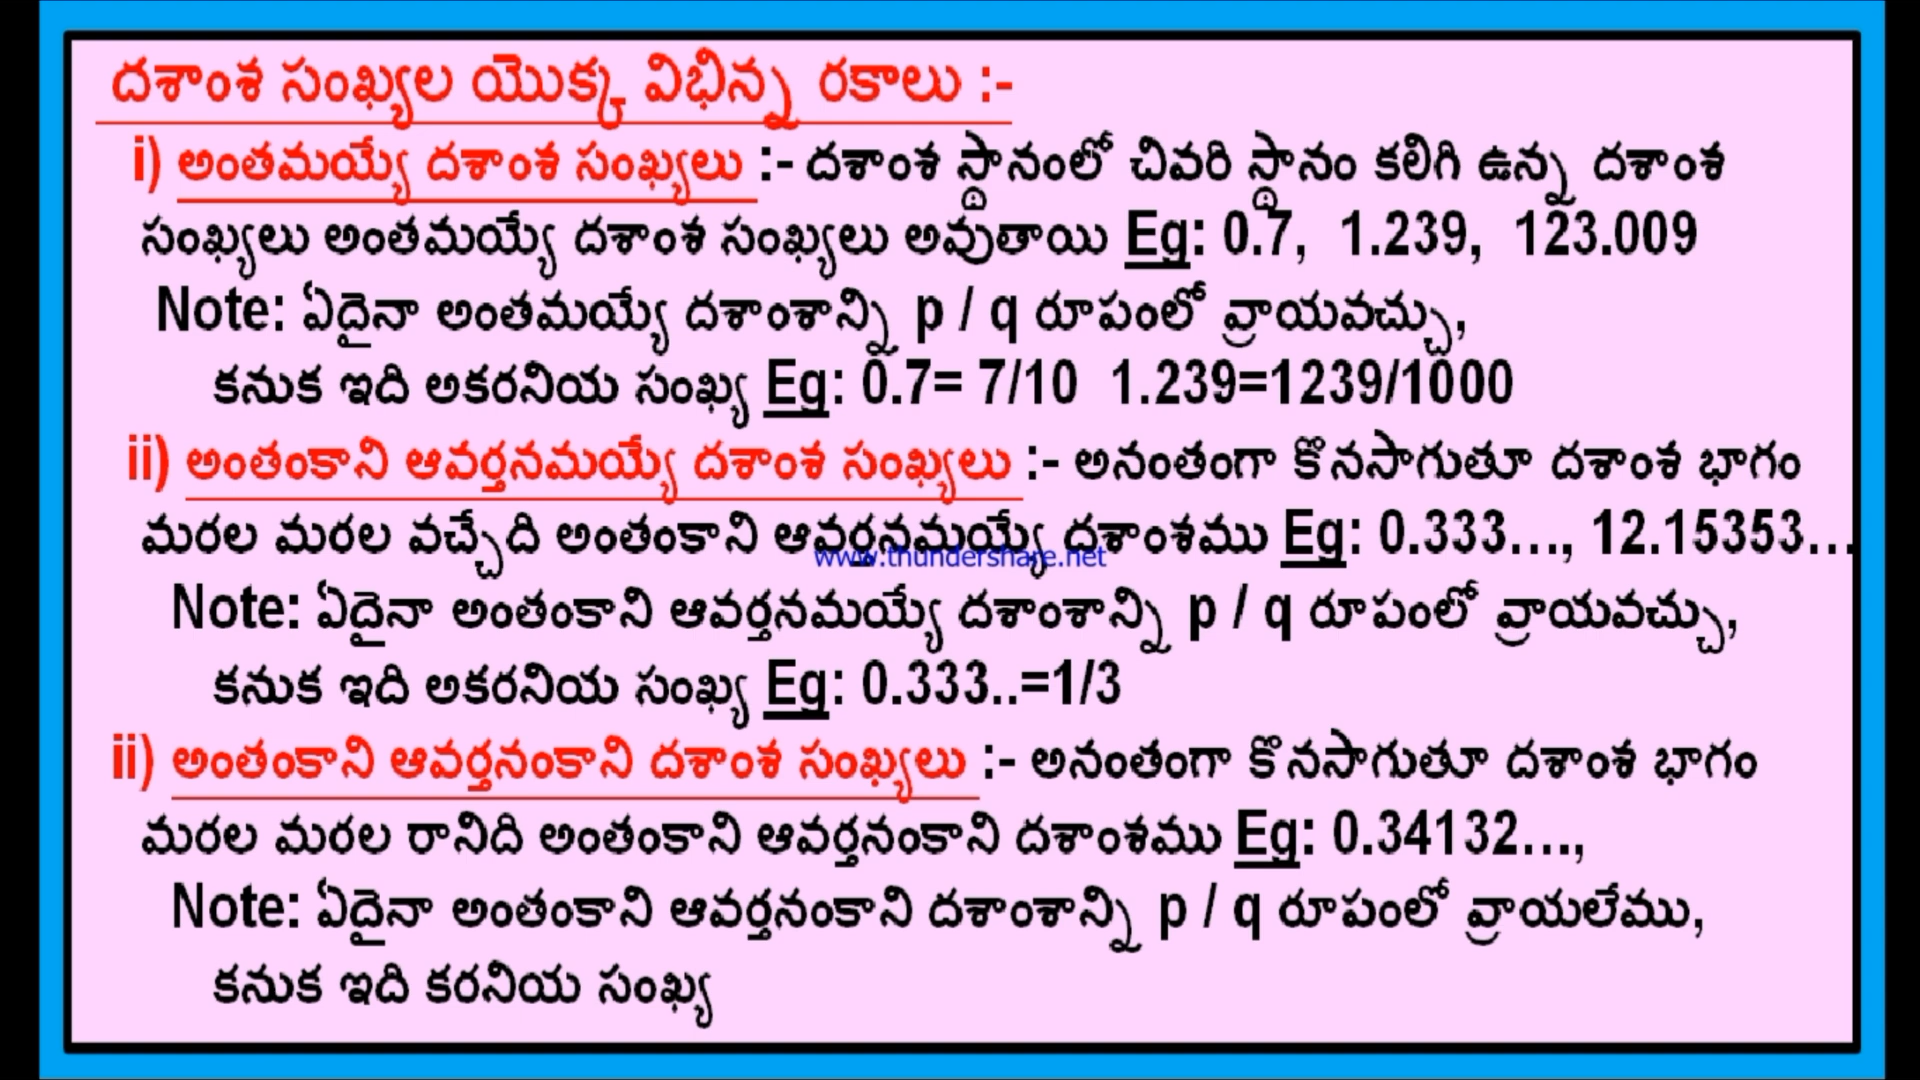 దశాంశ సంఖ్యల యొక్క విభిన్న రకాలు :-
i) అంతమయ్యే దశాంశ సంఖ్యలు :- దశాంశ స్థానంలో చివరి స్థానం కలిగి ఉన్న దశాంశ
సంఖ్యలు అంతమయ్యే దశాంశ సంఖ్యలు అవుతాయి Eg: 0.7, 1.239, 123.009
Note: ఏదైనా అంతమయ్యే దశాంశాన్ని p / q రూపంలో వ్రాయవచ్చు,
కనుక ఇది అకరనియ సంఖ్య Eg: 0.7= 7/10 1.239=1239/1000
ii) అంతంకాని ఆవర్తనమయ్యే దశాంశ సంఖ్యలు :- అనంతంగా కొనసాగుతూ దశాంశ భాగం
మరల మరల వచ్చేది అంతంకాని ఆవర్తనమయ్యే దశాంశము Eg: 0.333..., 12.15353...
www.thundershare.net
Note: ఏదైనా అంతంకాని ఆవర్తనమయ్యే దశాంశాన్ని p / q రూపంలో వ్రాయవచ్చు,
కనుక ఇది అకరనియ సంఖ్య Eg: 0.333..=1/3
ii) అంతంకాని ఆవర్తనంకాని దశాంశ సంఖ్యలు :- అనంతంగా కొనసాగుతూ దశాంశ భాగం
మరల మరల రానిది అంతంకాని ఆవర్తనంకాని దశాంశము Eg: 0.34132...,
Note: ఏదైనా అంతంకాని ఆవర్తనంకాని దశాంశాన్ని p / q రూపంలో వ్రాయలేము,
కనుక ఇది కరనియ సంఖ్య